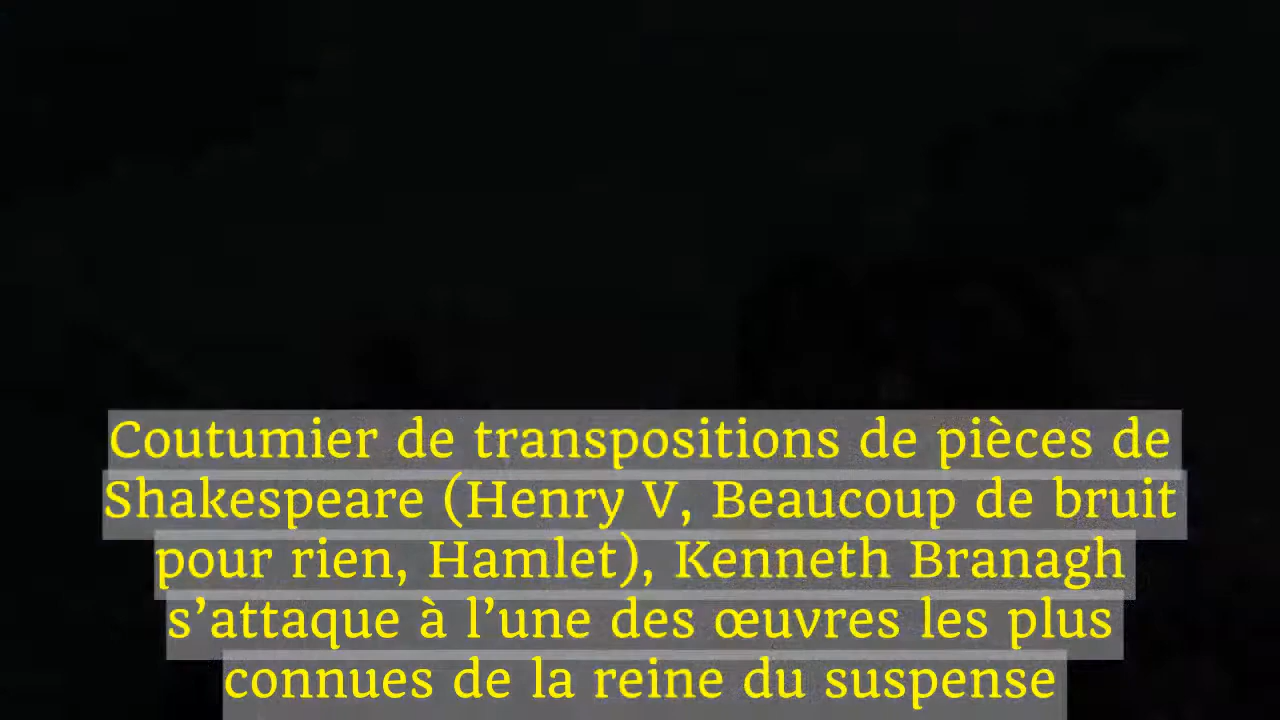 Coutumier de transpositions de pièces de
Shakespeare (Henry V, Beaucoup de bruit
pour rien, Hamlet), Kenneth Branagh
s’attaque à l’une des œuvres les plus
connues de la reine du suspense